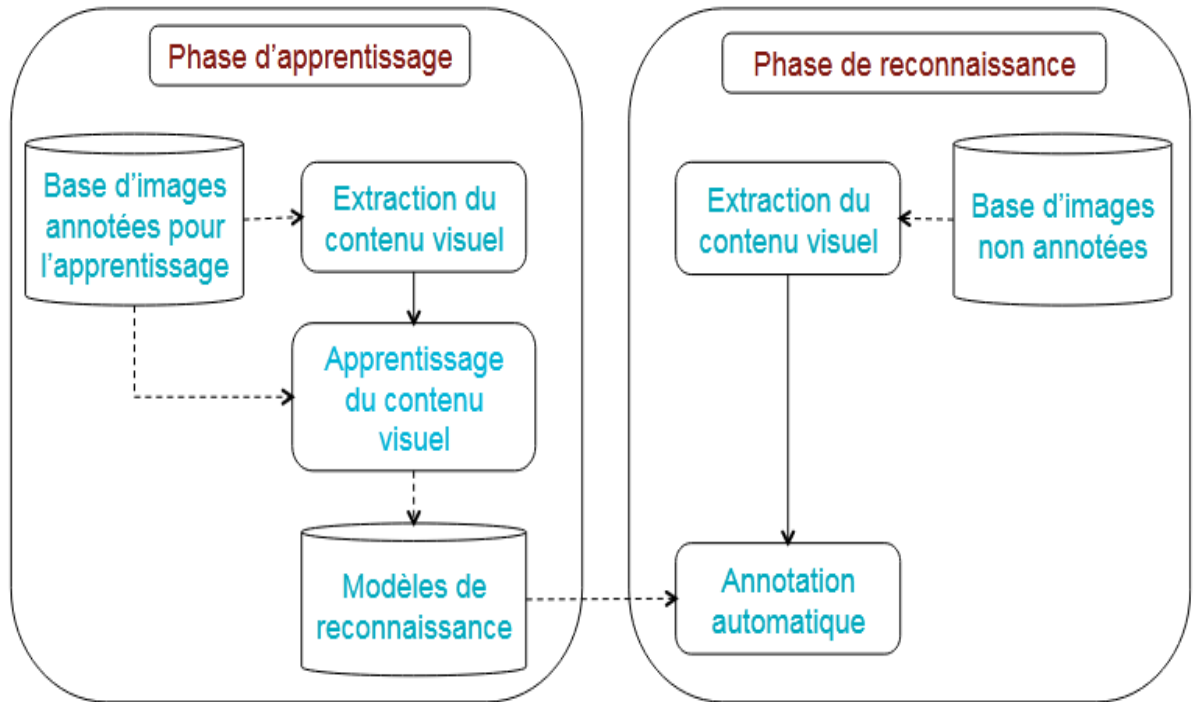 Phase d'apprentissage
Base d'images
annotées pour
l'apprentissage
Extraction du
contenu visuel
Apprentissage
du contenu
visuel
Modèles de
reconnaissance
Phase de reconnaissance
Extraction du
contenu visuel
Base d'images
non annotées
Annotation
automatique